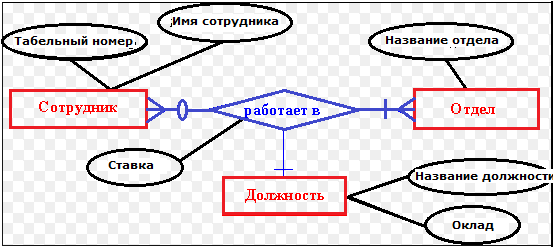 Имя сотрудника
Табельный номер
Название отдела
Сотрудник
работает в
Отдел
Ставка
Должность
Название должности
Оклад